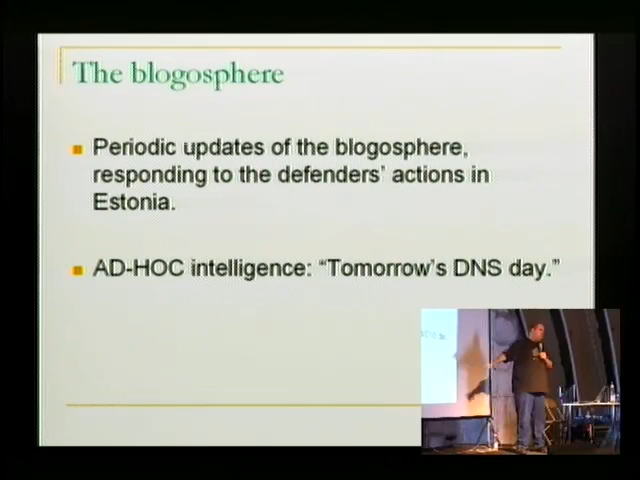 The blogosphere
Periodic updates of the blogosphere,
responding to the defenders’ actions in
Estonia.
AD-HOC intelligence: “Tomorrow’s DNS day.”